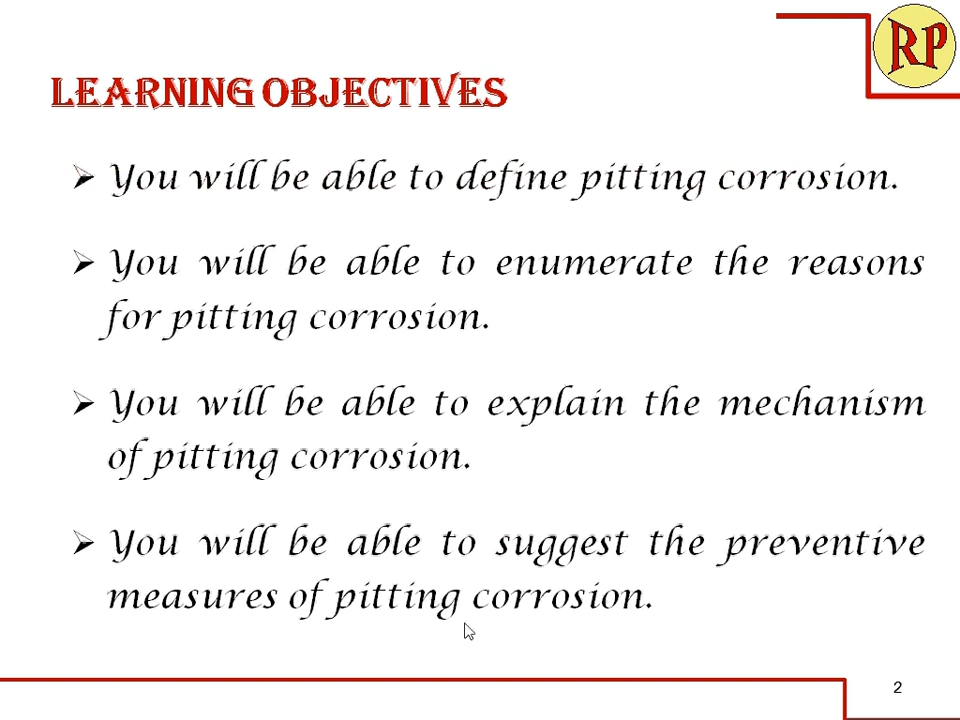 RP
LEARNING OBJECTIVES
You will be able to define pitting corrosion.
You will be able to enumerate the reasons
for pitting corrosion.
You will be able to explain the mechanism
of pitting corrosion.
You will be able to suggest the preventive
measures of pitting corrosion.
2